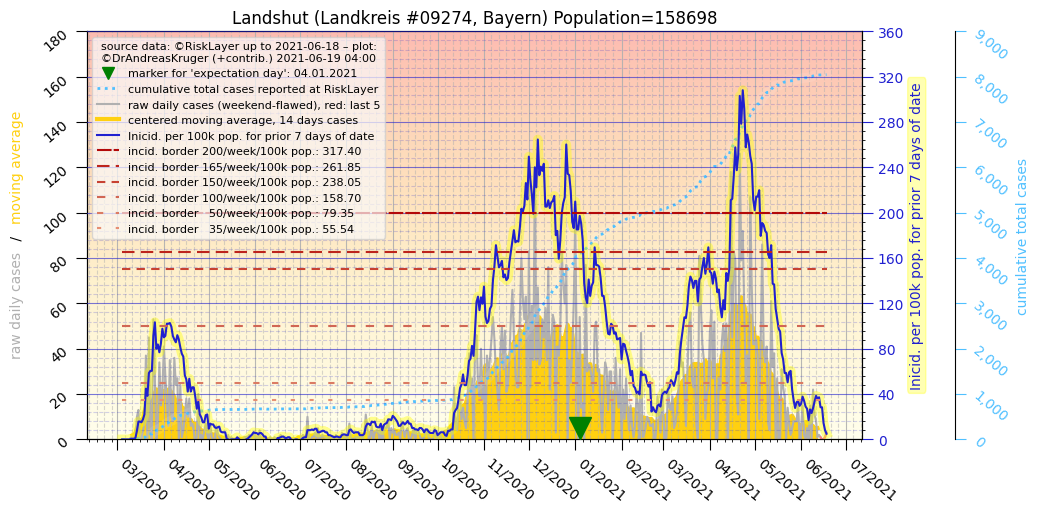 Landshut (Landkreis #09274, Bayern) Population=158698
source data: ©RiskLayer up to 2021-06-18 – plot:
©DrAndreasKruger (+contrib.) 2021-06-19 04:00
marker for 'expectation day': 04.01.2021
cumulative total cases reported at RiskLayer
raw daily cases (weekend-flawed), red: last 5
centered moving average, 14 days cases
Inicid. per 100k pop. for prior 7 days of date
incid. border 200/week/100k pop.: 317.40
incid. border 165/week/100k pop.: 261.85
incid. border 150/week/100k pop.: 238.05
incid. border 100/week/100k pop.: 158.70
incid. border   50/week/100k pop.: 79.35
incid. border   35/week/100k pop.: 55.54
raw daily cases / moving average
180
160
140
120
100
80
60
40
20
0
03/2020
04/2020
05/2020
06/2020
07/2020
08/2020
09/2020
10/2020
11/2020
12/2020
01/2021
02/2021
03/2021
04/2021
05/2021
06/2021
07/2021
360
320
280
240
200
160
120
80
40
0
Inicid. per 100k pop. for prior 7 days of date
9,000
8,000
7,000
6,000
5,000
4,000
3,000
2,000
1,000
0
cumulative total cases